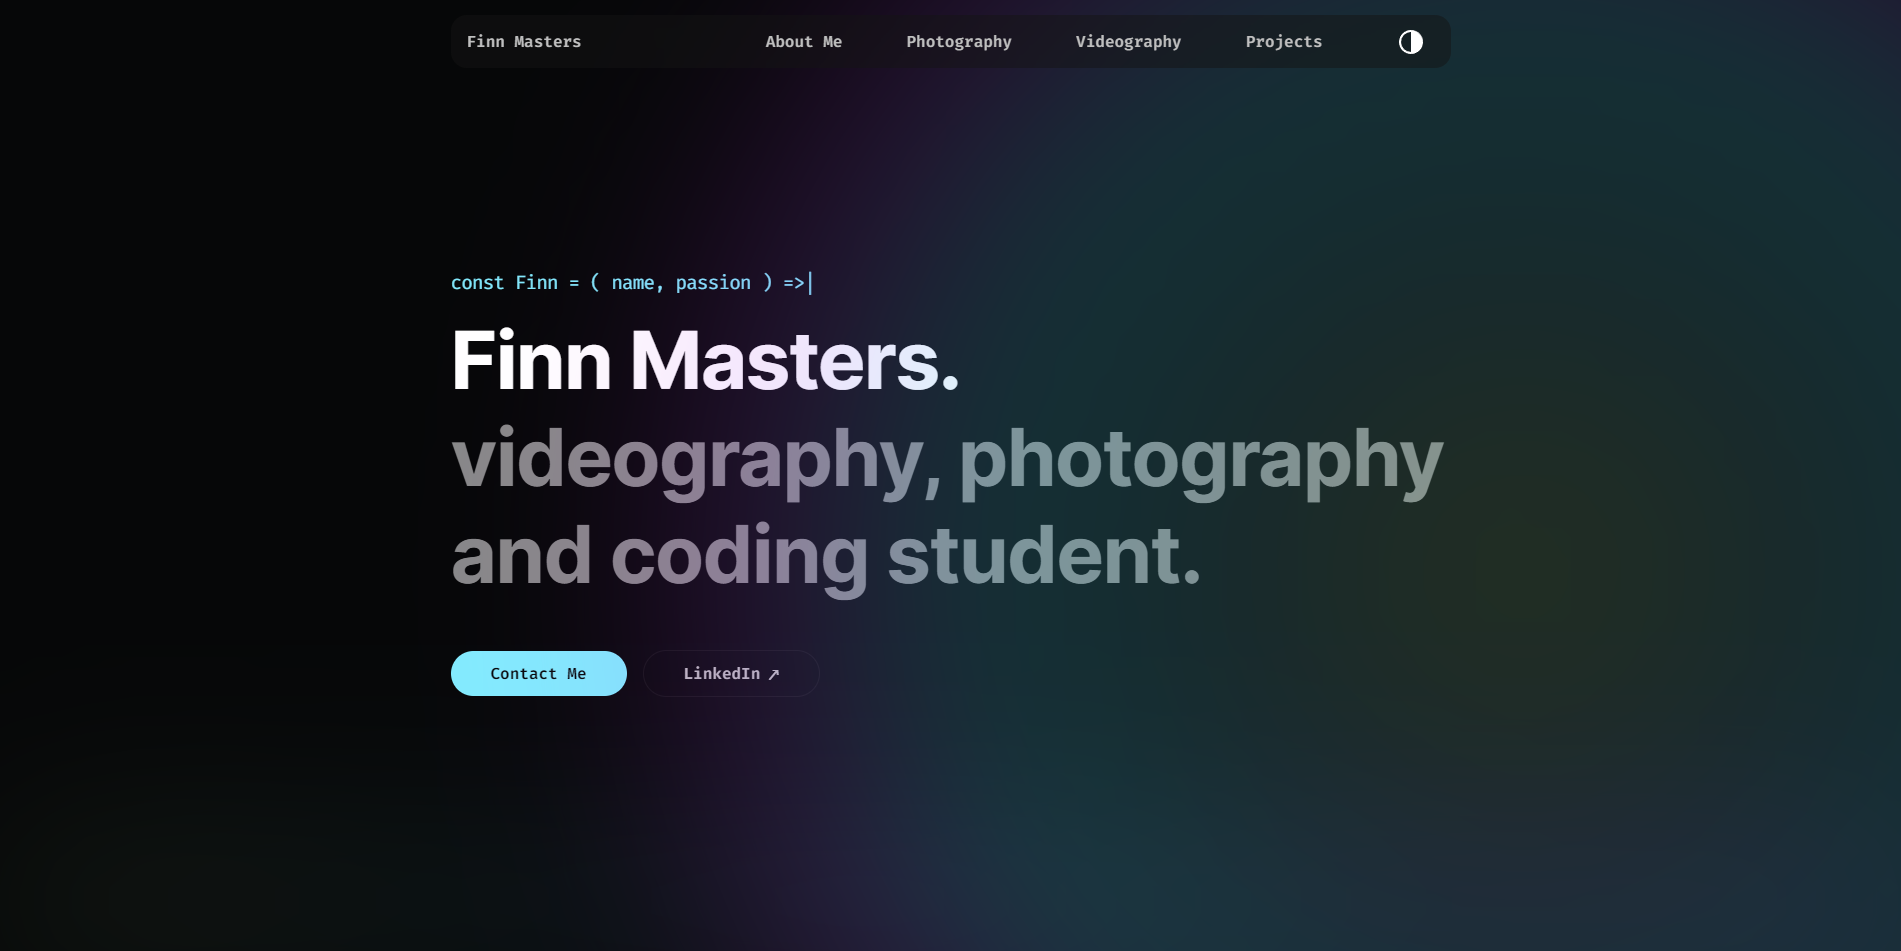 Finn Masters About Me Photography Videography Projects
const Finn = ( name, passion ) =>
Finn Masters.
videography, photography
and coding student.
Contact Me LinkedIn ↗